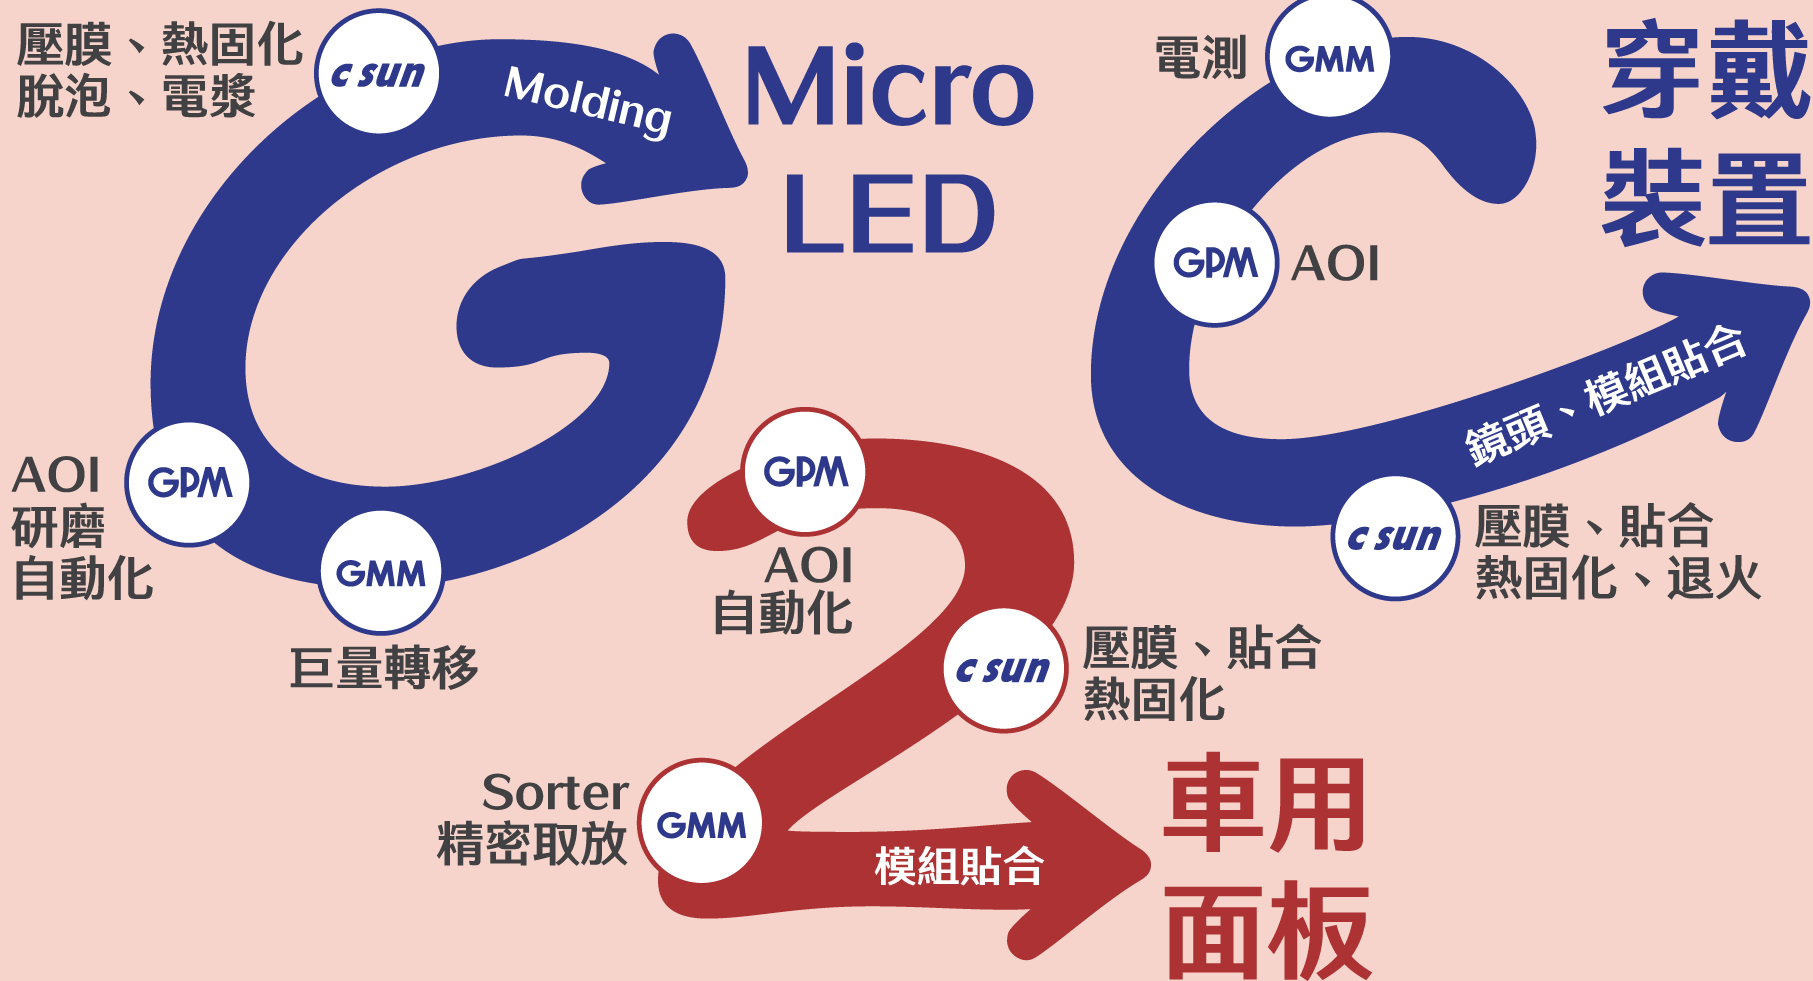 壓膜、熱固化
脫泡、電漿
c sun
Molding
Micro
LED
GPM
AOI
研磨
自動化
GMM
巨量轉移
電測
GMM
穿戴
裝置
GPM
AOI
鏡頭、模組貼合
c sun
壓膜、貼合
熱固化、退火
GPM
AOI
自動化
c sun
壓膜、貼合
熱固化
Sorter
精密取放
GMM
模組貼合
車用
面板